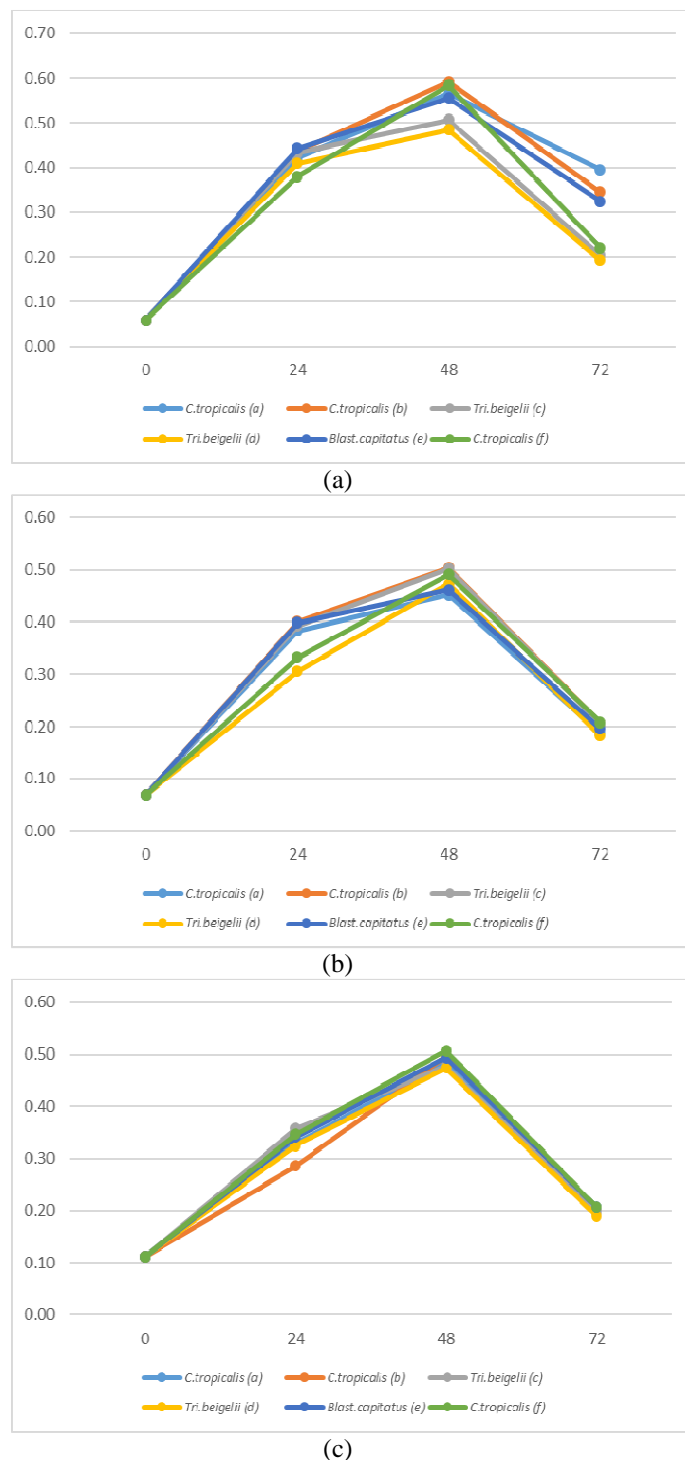 0.70
0.60
0.50
0.40
0.30
0.20
0.10
0.00
0 24 48 72
C.tropicalis (a) C.tropicalis (b) Tri.beigelii (c)
Tri.beigelii (d) Blast.capitatus (e) C.tropicalis (f)
(a)
0.60
0.50
0.40
0.30
0.20
0.10
0.00
0 24 48 72
C.tropicalis (a) C.tropicalis (b) Tri.beigelii (c)
Tri.beigelii (d) Blast.capitatus (e) C.tropicalis (f)
(b)
0.60
0.50
0.40
0.30
0.20
0.10
0.00
0 24 48 72
C.tropicalis (a) C.tropicalis (b) Tri.beigelii (c)
Tri.beigelii (d) Blast.capitatus (e) C.tropicalis (f)
(c)